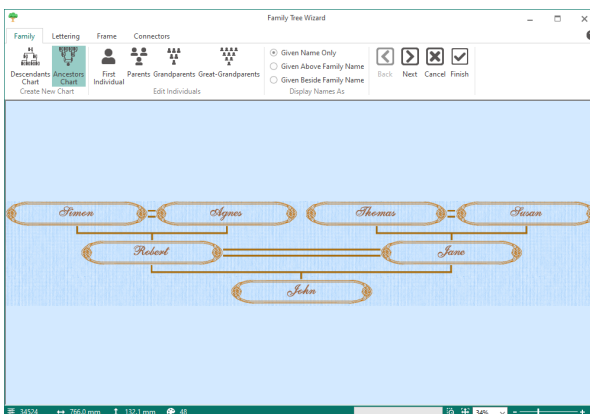 Family Tree Wizard
Family Lettering Frame Connectors
Descendants Chart
Ancestors Chart
Create New Chart
First Individual
Parents
Grandparents
Great-Grandparents
Edit Individuals
Given Name Only
Given Above Family Name
Given Beside Family Name
Display Names As
Back
Next
Cancel
Finish
Simon Agnes Thomas Susan
Robert Jane
John
34524 766.0 mm 132.1 mm 48 34%